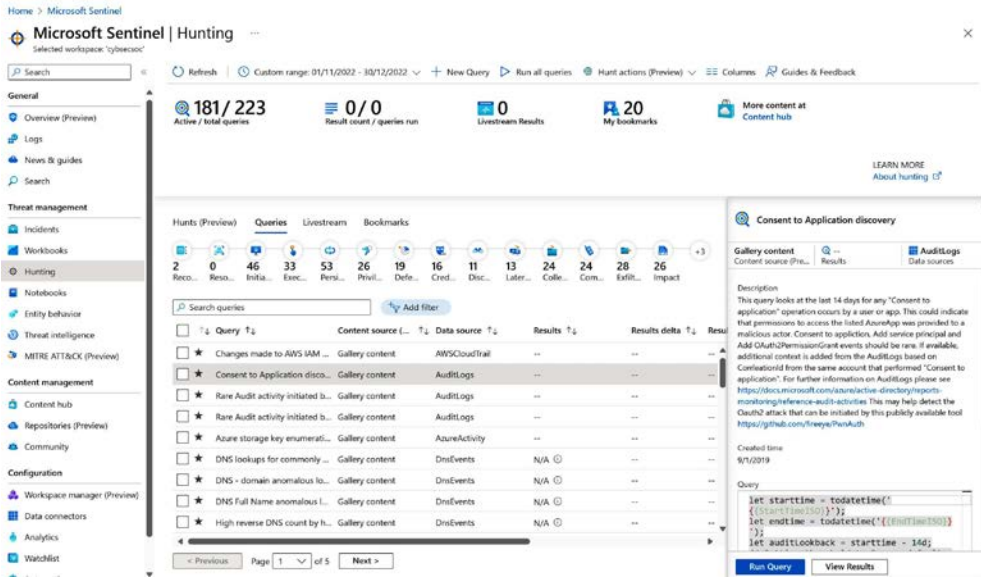 Home > Microsoft Sentinel
Microsoft Sentinel | Hunting ...
Selected workspace: 'cybsecsoc'
Search
General
Overview (Preview)
Logs
News & guides
Search
Threat management
Incidents
Workbooks
Hunting
Notebooks
Entity behavior
Threat intelligence
MITRE ATT&CK (Preview)
Content management
Content hub
Repositories (Preview)
Community
Configuration
Workspace manager (Preview)
Data connectors
Analytics
Watchlist
Refresh Custom range: 01/11/2022 - 30/12/2022 New Query Run all queries Hunt actions (Preview) Columns Guides & Feedback
181/ 223
Active / total queries
0/ 0
Result count / queries run
0
Livestream Results
20
My bookmarks
More content at
Content hub
LEARN MORE
About hunting
Hunts (Preview) Queries Livestream Bookmarks
2 0 46 33 53 26 19 16 11 13 24 24 28 26 +3
Reco... Reso... Initia... Exec... Persi... Privil... Defe... Cred... Disc... Later... Colle... Com... Exfilt... Impact
Search queries Add filter
Query Content source (... Data source Results Results delta Resul
Changes made to AWS IAM ... Gallery content AWSCloudTrail -- -- --
Consent to Application disco... Gallery content AuditLogs -- -- --
Rare Audit activity initiated b... Gallery content AuditLogs -- -- --
Rare Audit activity initiated b... Gallery content AuditLogs -- -- --
Azure storage key enumerati... Gallery content AzureActivity -- -- --
DNS lookups for commonly ... Gallery content DnsEvents N/A -- --
DNS - domain anomalous lo... Gallery content DnsEvents N/A -- --
DNS Full Name anomalous l... Gallery content DnsEvents N/A -- --
High reverse DNS count by h... Gallery content DnsEvents N/A -- --
< Previous Page 1 of 5 Next >
Consent to Application discovery
Gallery content
Content source (Pre...
--
Results
AuditLogs
Data sources
Description
This query looks at the last 14 days for any "Consent to
application" operation occurs by a user or app. This could indicate
that permissions to access the listed AzureApp was provided to a
malicious actor. Consent to appliction, Add service principal and
Add OAuth2PermissionGrant events should be rare. If available,
additional context is added from the AuditLogs based on
CorrleationId from the same account that performed "Consent to
application". For further information on AuditLogs please see
https://docs.microsoft.com/azure/active-directory/reports-
monitoring/reference-audit-activities This may help detect the
Oauth2 attack that can be initiated by this publicly available tool
https://github.com/fireeye/PwnAuth
Created time
9/1/2019
Query
let starttime = todatetime('
{{StartTimeISO}}');
let endtime = todatetime('{{EndTimeISO}}
');
let auditLookback = starttime - 14d;
Run Query View Results